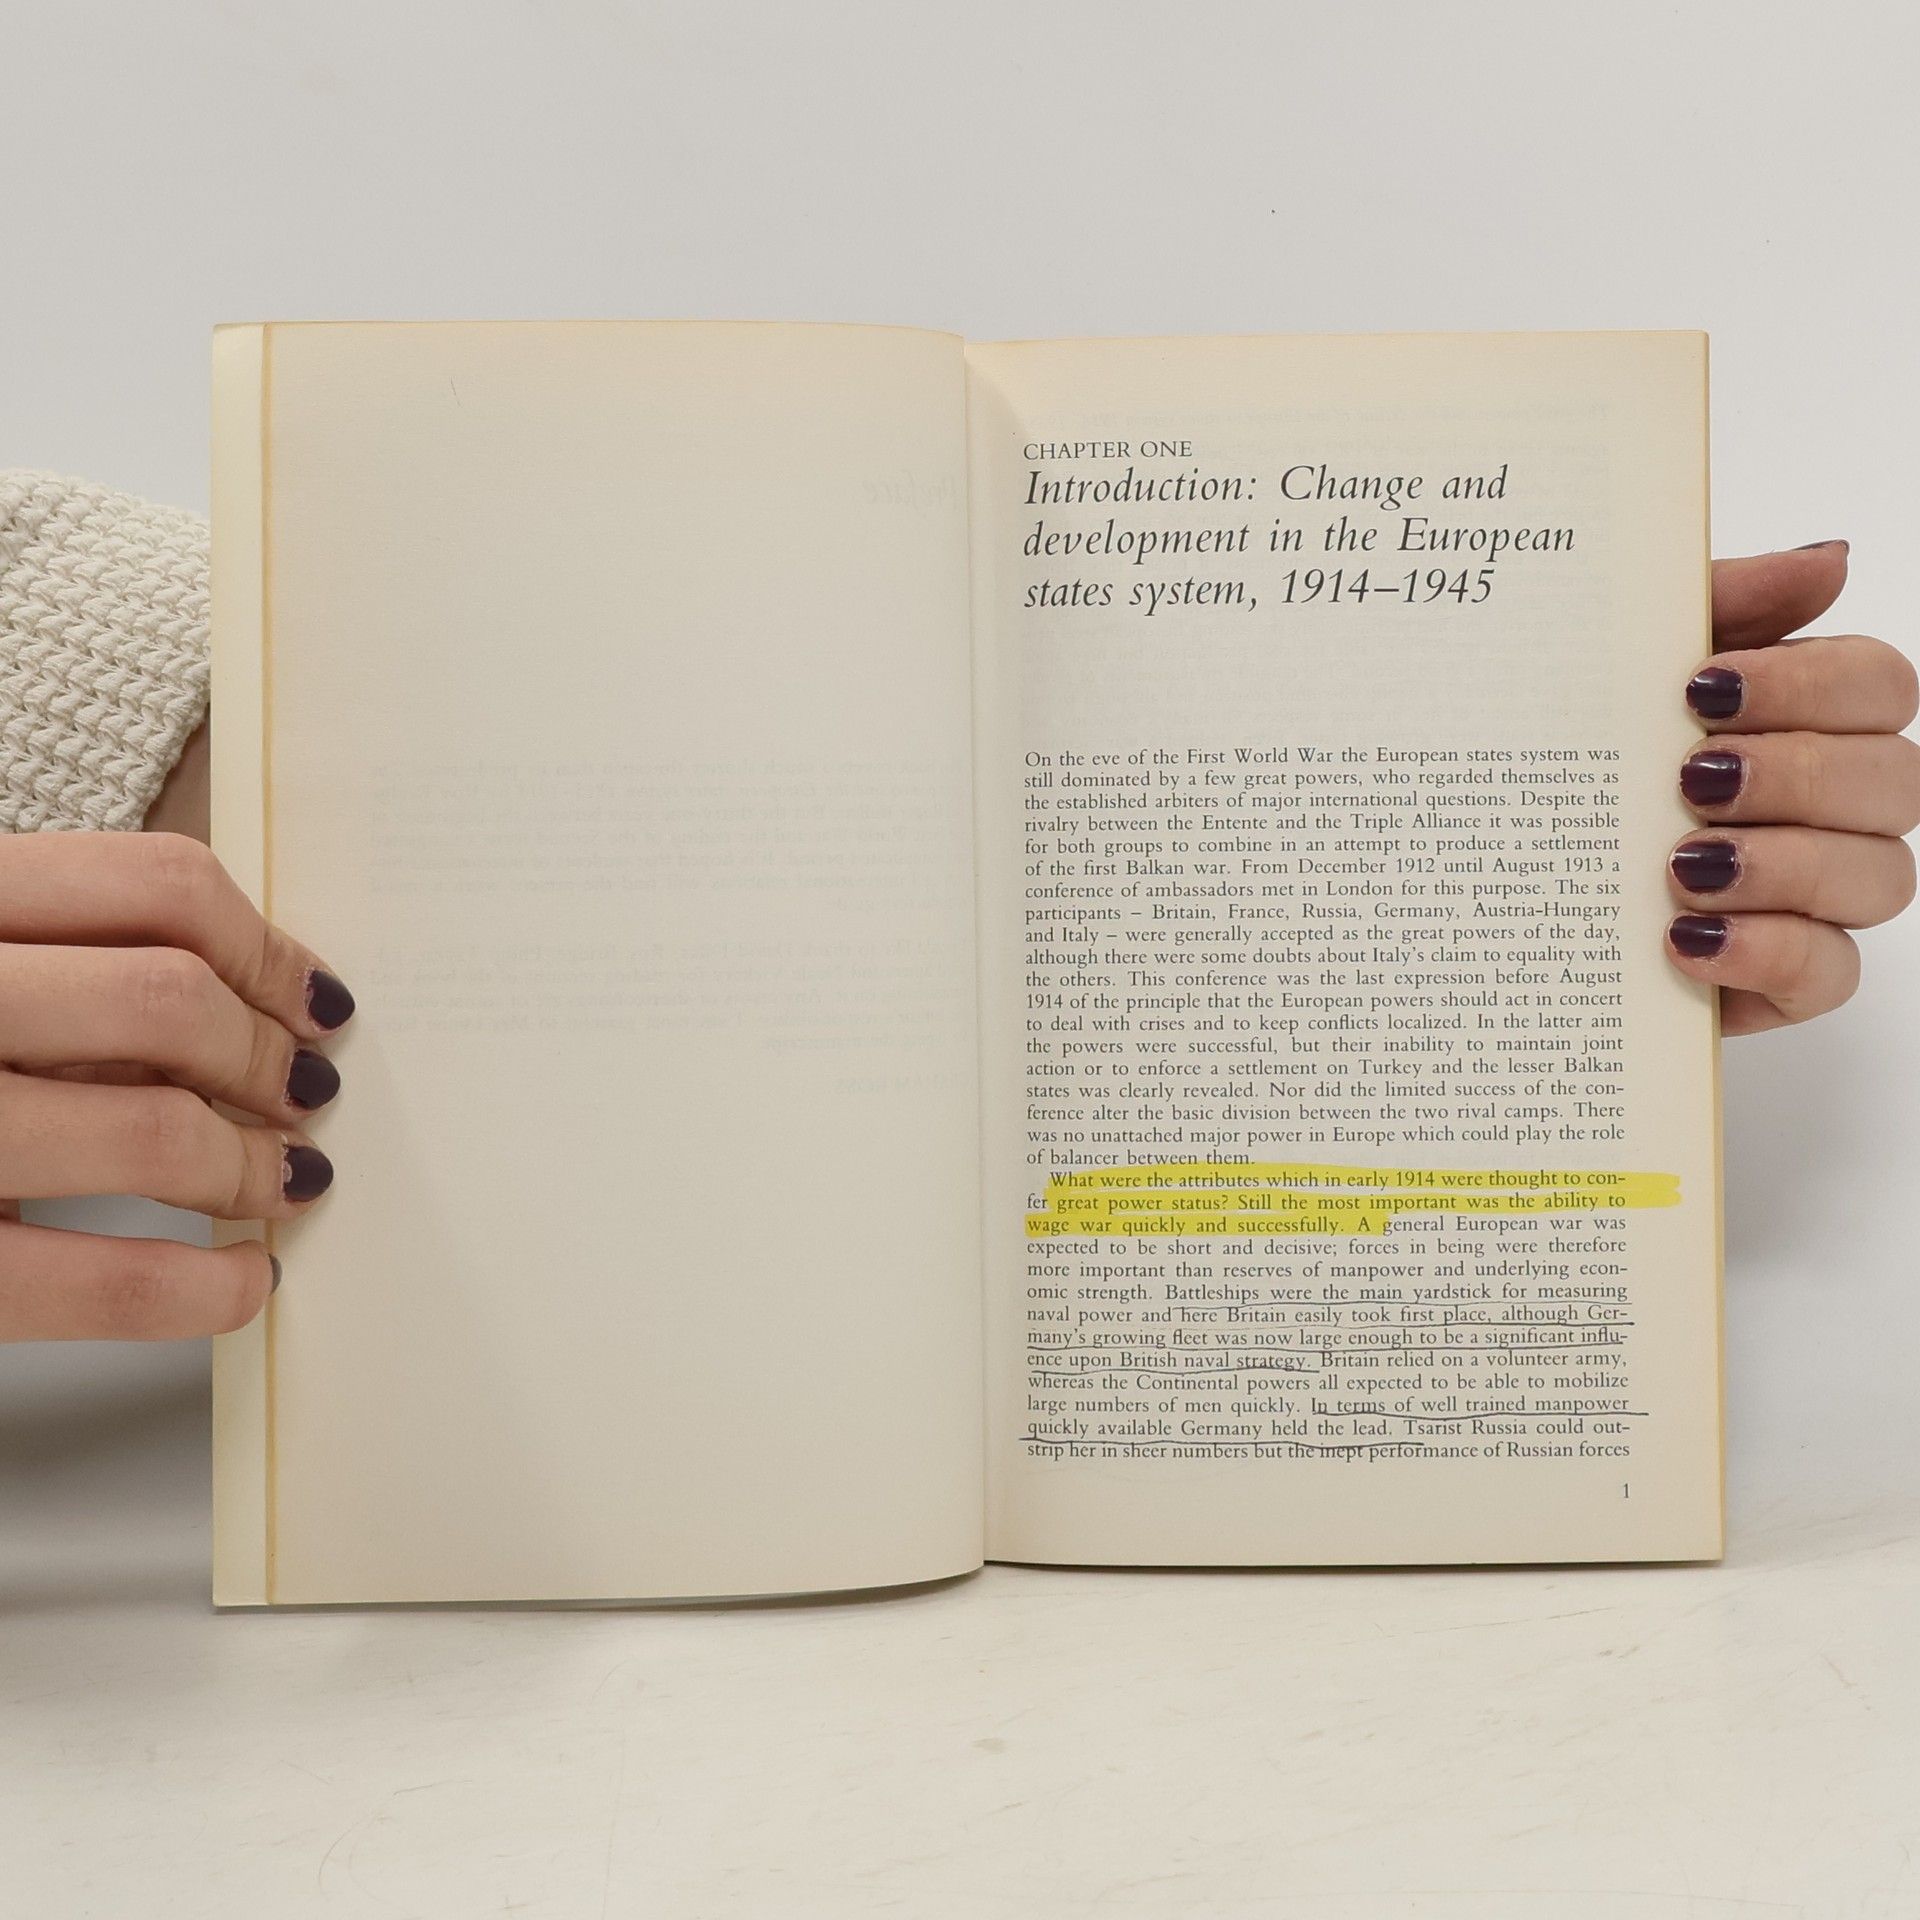 CHAPTER ONE
Introduction: Change and
development in the European
states system, 1914–1945
On the eve of the First World War the European states system was
still dominated by a few great powers, who regarded themselves as
the established arbiters of major international questions. Despite the
rivalry between the Entente and the Triple Alliance it was possible
for both groups to combine in an attempt to produce a settlement
of the first Balkan war. From December 1912 until August 1913 a
conference of ambassadors met in London for this purpose. The six
participants – Britain, France, Russia, Germany, Austria-Hungary
and Italy – were generally accepted as the great powers of the day,
although there were some doubts about Italy's claim to equality with
the others. This conference was the last expression before August
1914 of the principle that the European powers should act in concert
to deal with crises and to keep conflicts localized. In the latter aim
the powers were successful, but their inability to maintain joint
action or to enforce a settlement on Turkey and the lesser Balkan
states was clearly revealed. Nor did the limited success of the con-
ference alter the basic division between the two rival camps. There
was no unattached major power in Europe which could play the role
of balancer between them.
What were the attributes which in early 1914 were thought to con-
fer great power status? Still the most important was the ability to
wage war quickly and successfully. A general European war was
expected to be short and decisive; forces in being were therefore
more important than reserves of manpower and underlying econ-
omic strength. Battleships were the main yardstick for measuring
naval power and here Britain easily took first place, although Ger-
many's growing fleet was now large enough to be a significant influ-
ence upon British naval strategy. Britain relied on a volunteer army,
whereas the Continental powers all expected to be able to mobilize
large numbers of men quickly. In terms of well trained manpower
quickly available Germany held the lead. Tsarist Russia could out-
strip her in sheer numbers but the inept performance of Russian forces
1